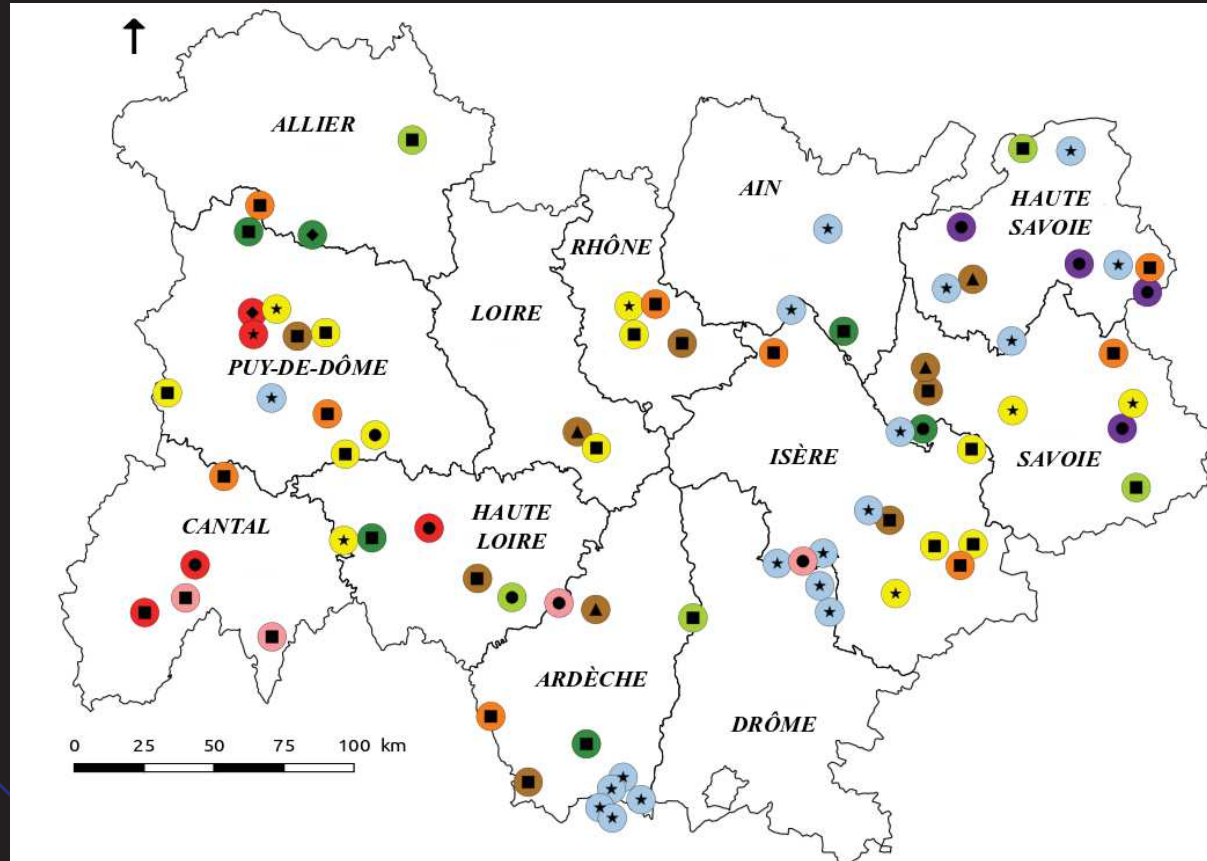 ALLIER
AIN
HAUTE
SAVOIE
RHÔNE
LOIRE
PUY-DE-DÔME
ISÈRE
SAVOIE
CANTAL
HAUTE
LOIRE
ARDÈCHE
DRÔME
0 25 50 75 100 km